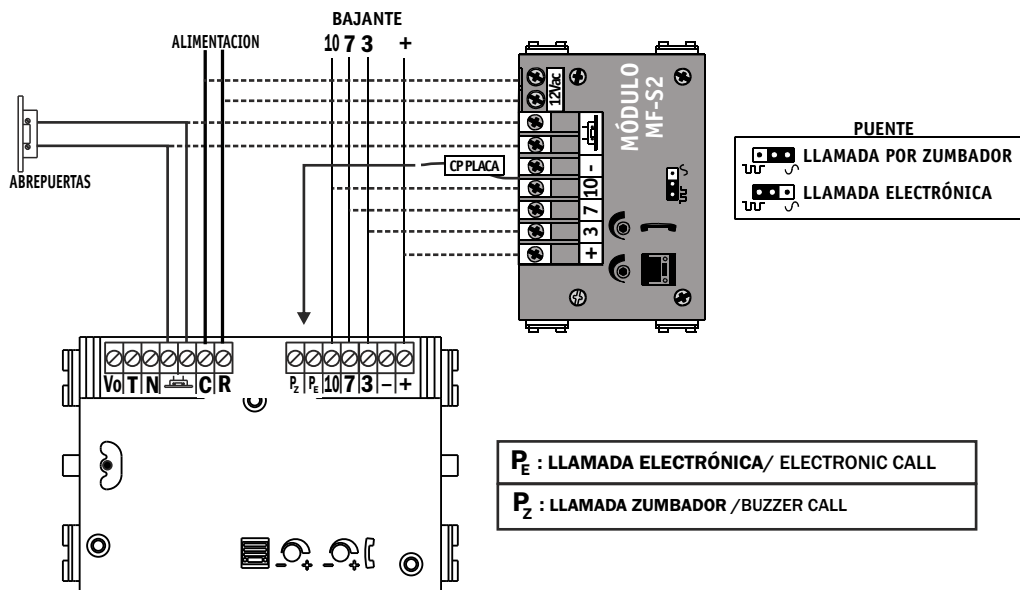 BAJANTE
ALIMENTACION
10 7 3 +
ABREPUERTAS
CP PLACA
12Vac
-
10
7
3
+
MÓDULO
MF-S2
PUENTE
LLAMADA POR ZUMBADOR
LLAMADA ELECTRÓNICA
Vo T N C R
PZ PE 10 7 3 - +
PE : LLAMADA ELECTRÓNICA/ ELECTRONIC CALL
PZ : LLAMADA ZUMBADOR /BUZZER CALL
- + - +